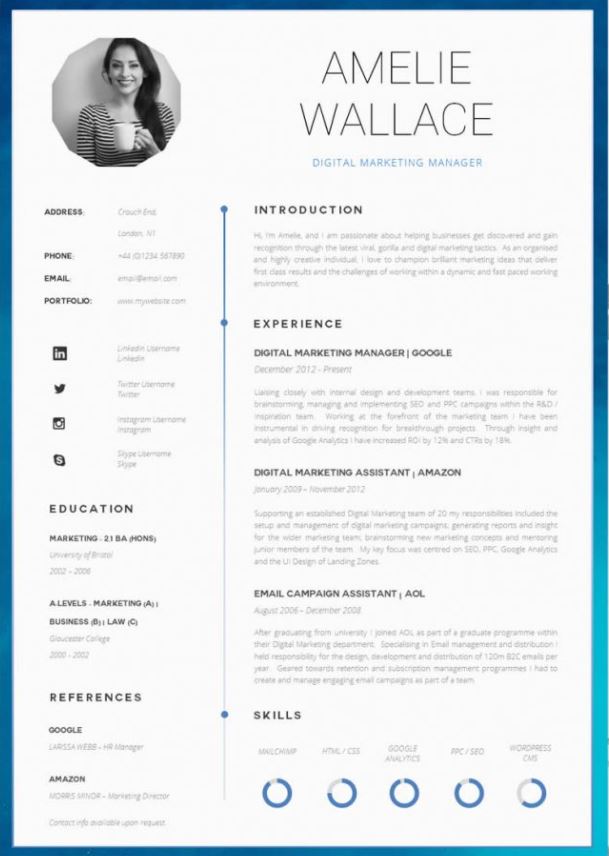 AMELIE
WALLACE
DIGITAL MARKETING MANAGER
ADDRESS: Crouch End,
London, N1
PHONE: +44 (0)1234 567890
EMAIL: email@email.com
PORTFOLIO: www.mywebsite.com
in
LinkedIn Username
LinkedIn
Twitter Username
Twitter
Instagram Username
Instagram
Skype Username
Skype
EDUCATION
MARKETING - 2.1 BA (HONS)
University of Bristol
2002 – 2006
A-LEVELS - MARKETING (A) |
BUSINESS (B) | LAW (C)
Gloucester College
2000 - 2002
REFERENCES
GOOGLE
LARISSA WEBB – HR Manager
AMAZON
MORRIS MINOR – Marketing Director
Contact info available upon request.
INTRODUCTION
Hi, I'm Amelie, and I am passionate about helping businesses get discovered and gain
recognition through the latest viral, gorilla and digital marketing tactics. As an organised
and highly creative individual, I love to champion brilliant marketing ideas that deliver
first class results and the challenges of working within a dynamic and fast paced working
environment.
EXPERIENCE
DIGITAL MARKETING MANAGER | GOOGLE
December 2012 - Present
Liaising closely with internal design and development teams, I was responsible for
brainstorming, managing and implementing SEO and PPC campaigns within the R&D /
Inspiration team. Working at the forefront of the marketing team I have been
instrumental in driving recognition for breakthrough projects. Through insight and
analysis of Google Analytics I have increased ROI by 12% and CTRs by 18%.
DIGITAL MARKETING ASSISTANT | AMAZON
January 2009 – November 2012
Supporting an established Digital Marketing team of 20 my responsibilities included the
setup and management of digital marketing campaigns; generating reports and insight
for the wider marketing team; brainstorming new marketing concepts and mentoring
junior members of the team. My key focus was centred on SEO, PPC, Google Analytics
and the UI Design of Landing Zones.
EMAIL CAMPAIGN ASSISTANT | AOL
August 2006 – December 2008
After graduating from university I joined AOL as part of a graduate programme within
their Digital Marketing department. Specialising in Email management and distribution I
held responsibility for the design, development and distribution of 120m B2C emails per
year. Geared towards retention and subscription management programmes I had to
create and manage engaging email campaigns as part of a team.
SKILLS
MAILCHIMP
HTML / CSS
GOOGLE
ANALYTICS
PPC / SEO
WORDPRESS
CMS